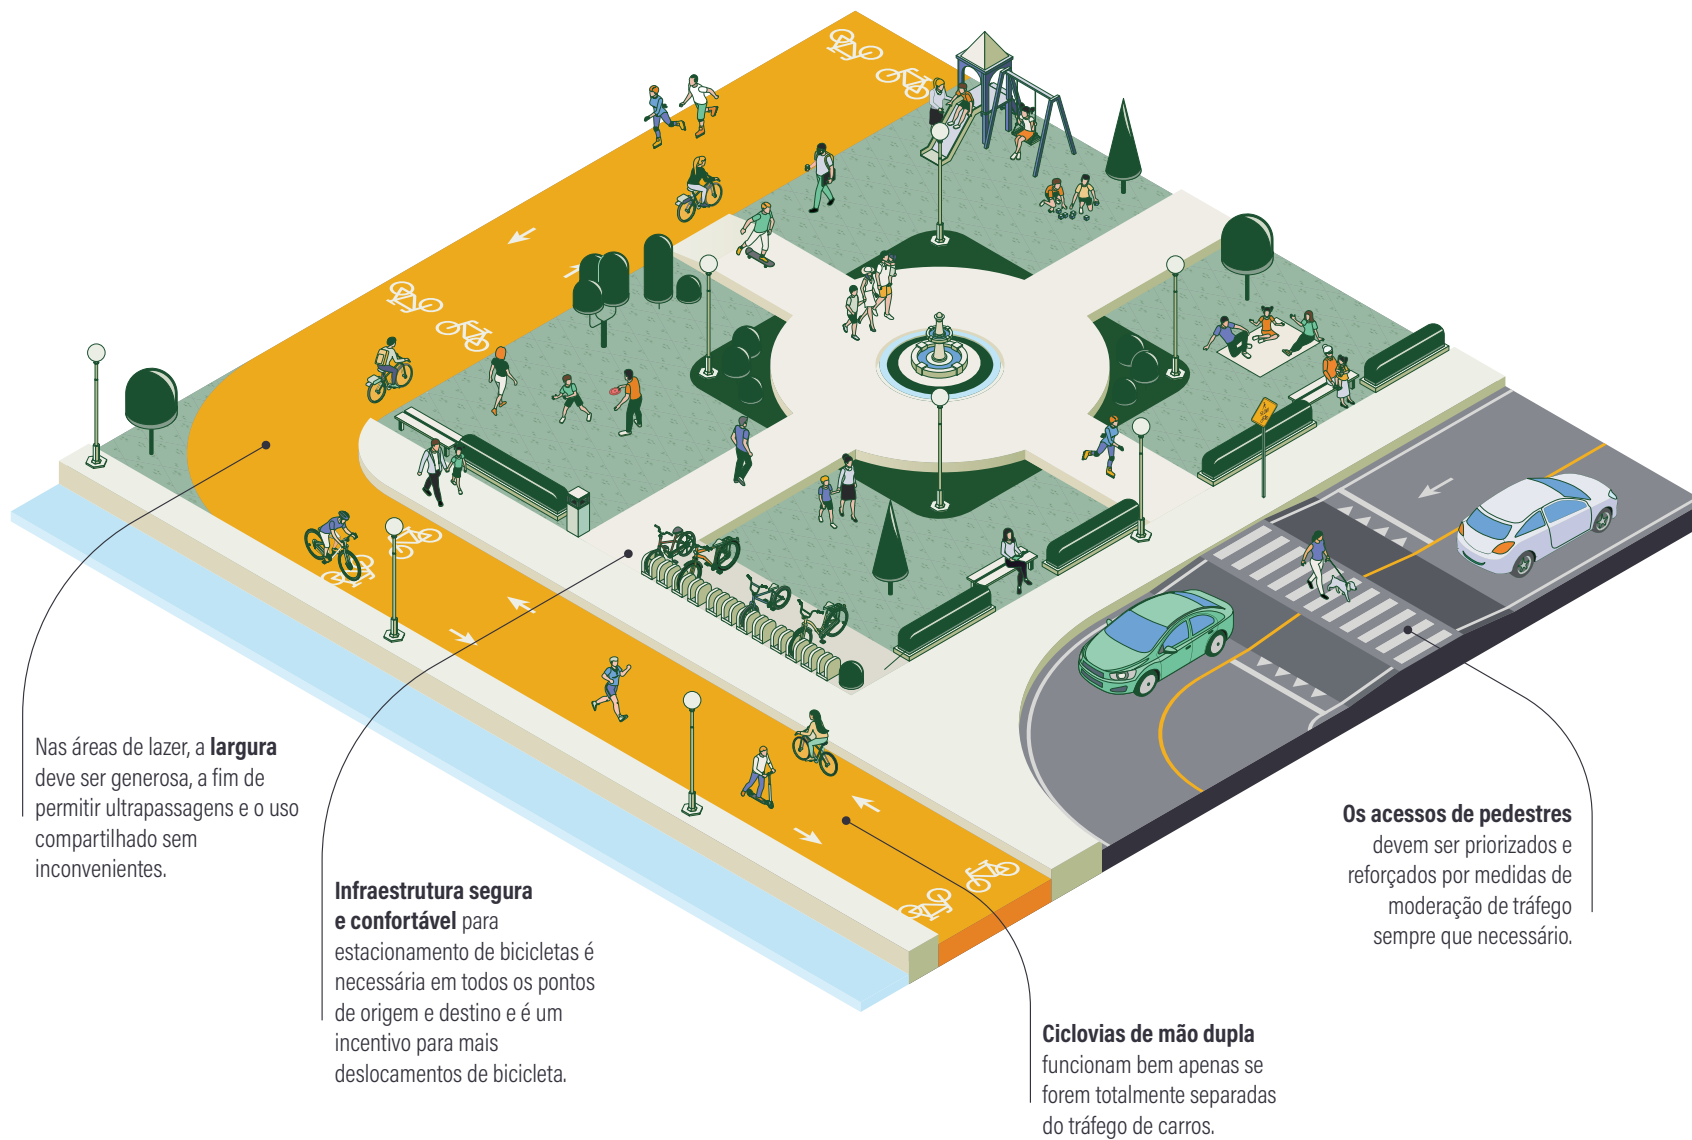 Nas áreas de lazer, a largura
deve ser generosa, a fim de
permitir ultrapassagens e o uso
compartilhado sem
inconvenientes.
Infraestrutura segura
e confortável para
estacionamento de bicicletas é
necessária em todos os pontos
de origem e destino e é um
incentivo para mais
deslocamentos de bicicleta.
Ciclovias de mão dupla
funcionam bem apenas se
forem totalmente separadas
do tráfego de carros.
Os acessos de pedestres
devem ser priorizados e
reforçados por medidas de
moderação de tráfego
sempre que necessário.